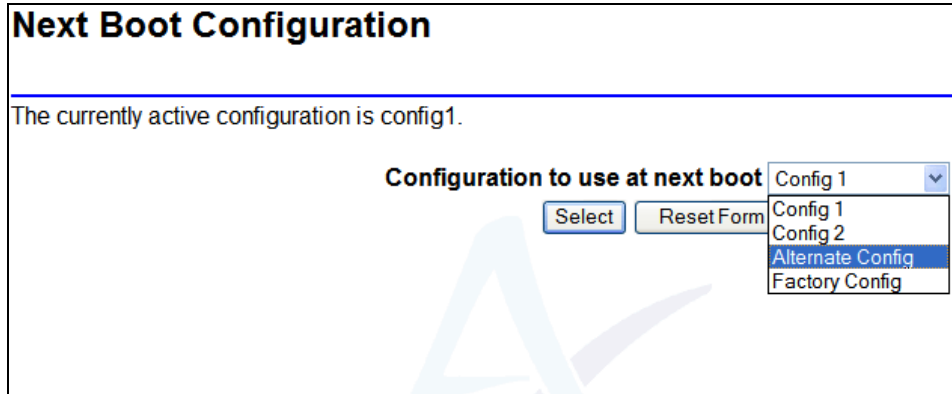 Next Boot Configuration
The currently active configuration is config1.
Configuration to use at next boot Config 1
Select Reset Form
Config 1
Config 2
Alternate Config
Factory Config